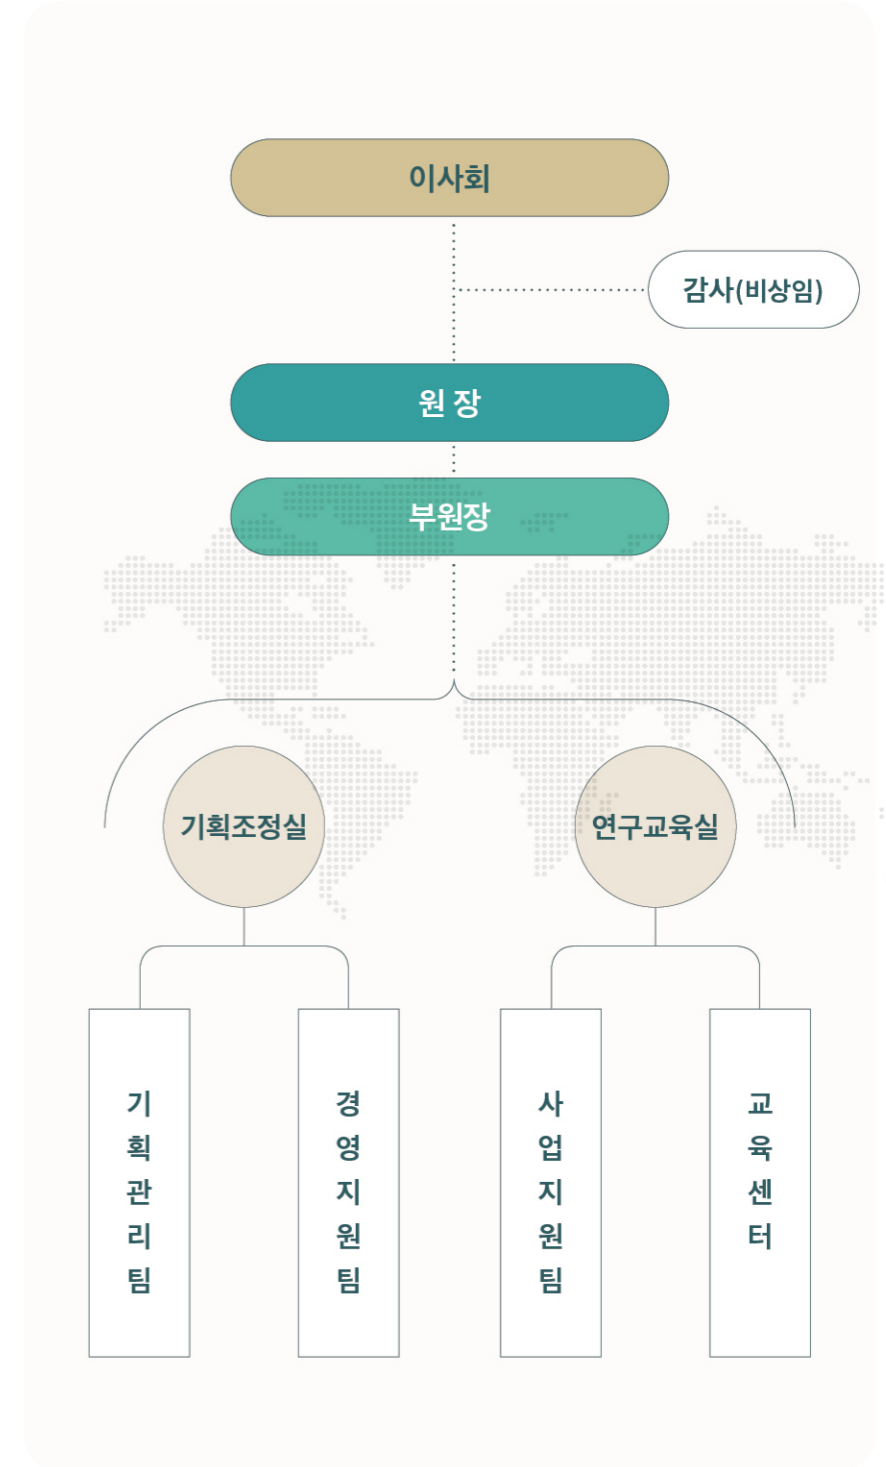 이사회
감사(비상임)
원 장
부원장
기획조정실
연구교육실
기획관리팀
경영지원팀
사업지원팀
교육센터